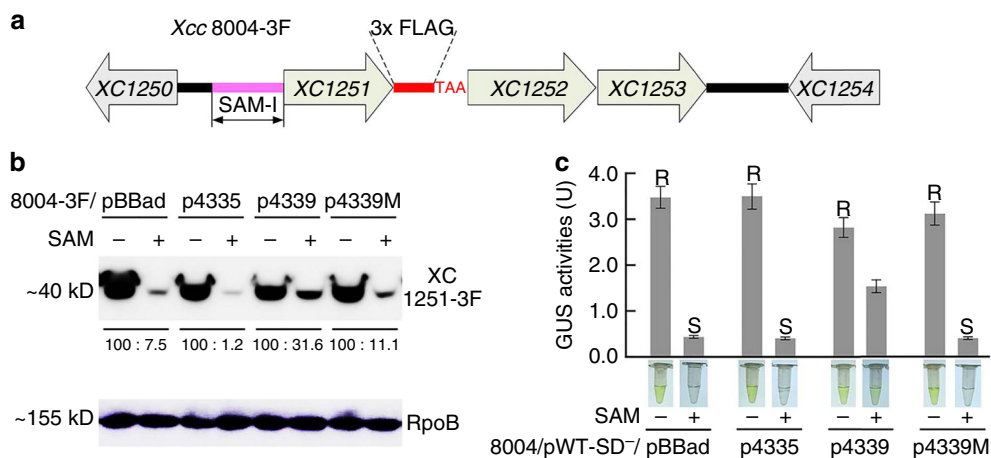 a
Xcc 8004-3F 3x FLAG
XC1250 XC1251 TAA XC1252 XC1253 XC1254
SAM-I
b
8004-3F/ pBBad p4335 p4339 p4339M
SAM − + − + − + − +
~40 kD XC
1251-3F
100 : 7.5 100 : 1.2 100 : 31.6 100 : 11.1
~155 kD RpoB
c
GUS activities (U)
4.0
3.0
2.0
1.0
0.0
R S R S R R S
SAM − + − + − + − +
8004/pWT-SD⁻/ pBBad p4335 p4339 p4339M